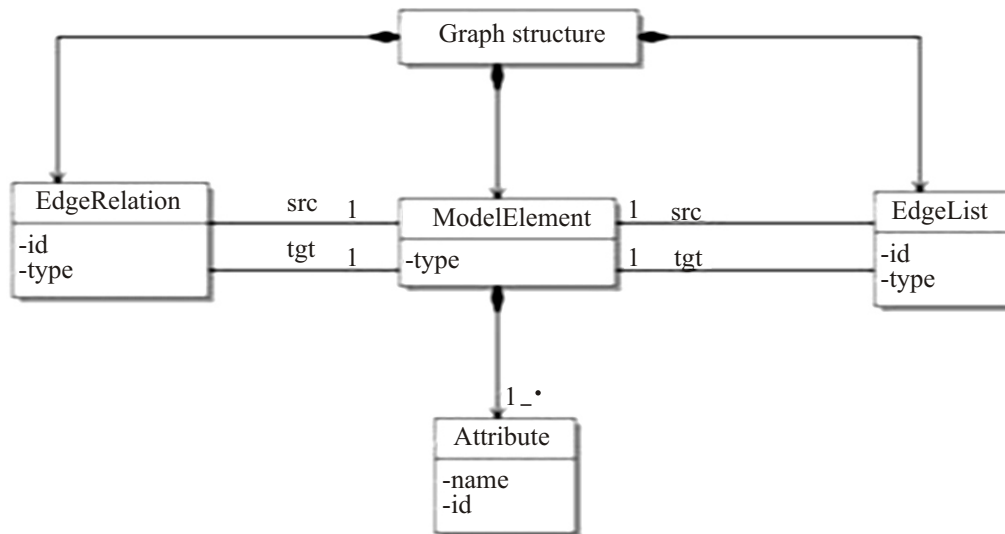 Graph structure
EdgeRelation
-id
-type
src 1
tgt 1
ModelElement
-type
1 src
1 tgt
EdgeList
-id
-type
1_•
Attribute
-name
-id